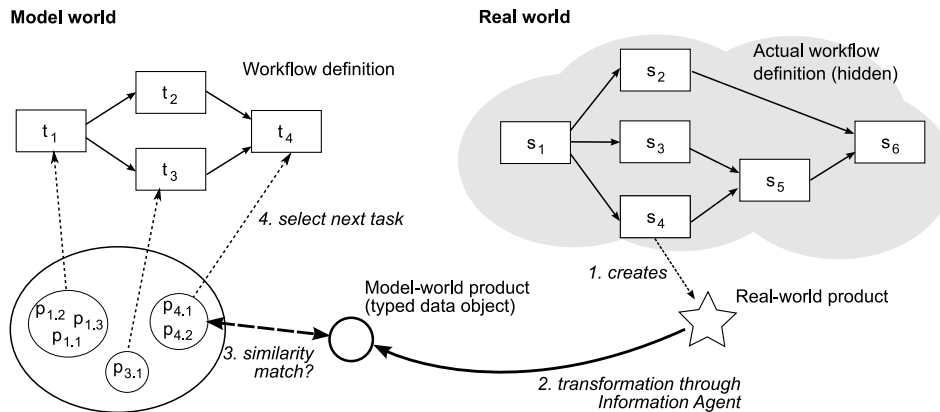 Model world
Real world
Workflow definition
Actual workflow
definition (hidden)
t1
t2
t3
t4
s1
s2
s3
s4
s5
s6
4. select next task
1. creates
Model-world product
(typed data object)
Real-world product
p1.2
p1.3
p1.1
p3.1
p4.1
p4.2
3. similarity
match?
2. transformation through
Information Agent